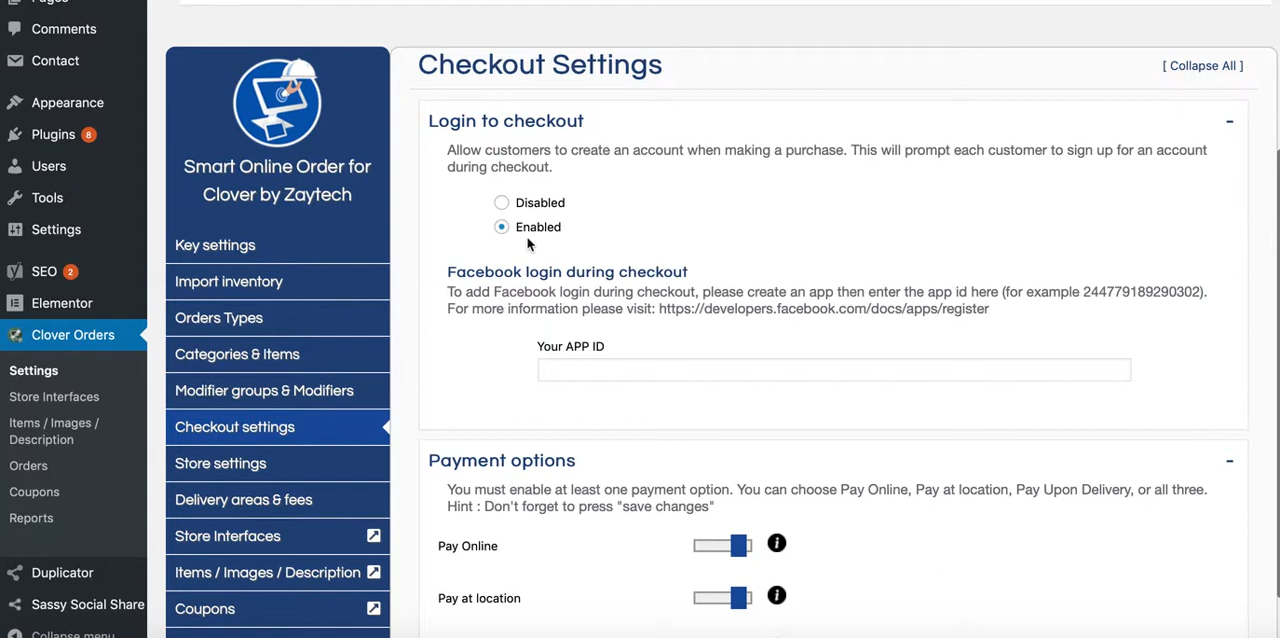 Pages
Comments
Contact
Appearance
Plugins 8
Users
Tools
Settings
SEO 2
Elementor
Clover Orders
Settings
Store Interfaces
Items / Images /
Description
Orders
Coupons
Reports
Duplicator
Sassy Social Share
Collapse menu
Smart Online Order for
Clover by Zaytech
Key settings
Import inventory
Orders Types
Categories & Items
Modifier groups & Modifiers
Checkout settings
Store settings
Delivery areas & fees
Store Interfaces
Items / Images / Description
Coupons
Checkout Settings
[ Collapse All ]
Login to checkout
-
Allow customers to create an account when making a purchase. This will prompt each customer to sign up for an account
during checkout.
Disabled
Enabled
Facebook login during checkout
To add Facebook login during checkout, please create an app then enter the app id here (for example 244779189290302).
For more information please visit: https://developers.facebook.com/docs/apps/register
Your APP ID
Payment options
-
You must enable at least one payment option. You can choose Pay Online, Pay at location, Pay Upon Delivery, or all three.
Hint : Don't forget to press "save changes"
Pay Online
i
Pay at location
i